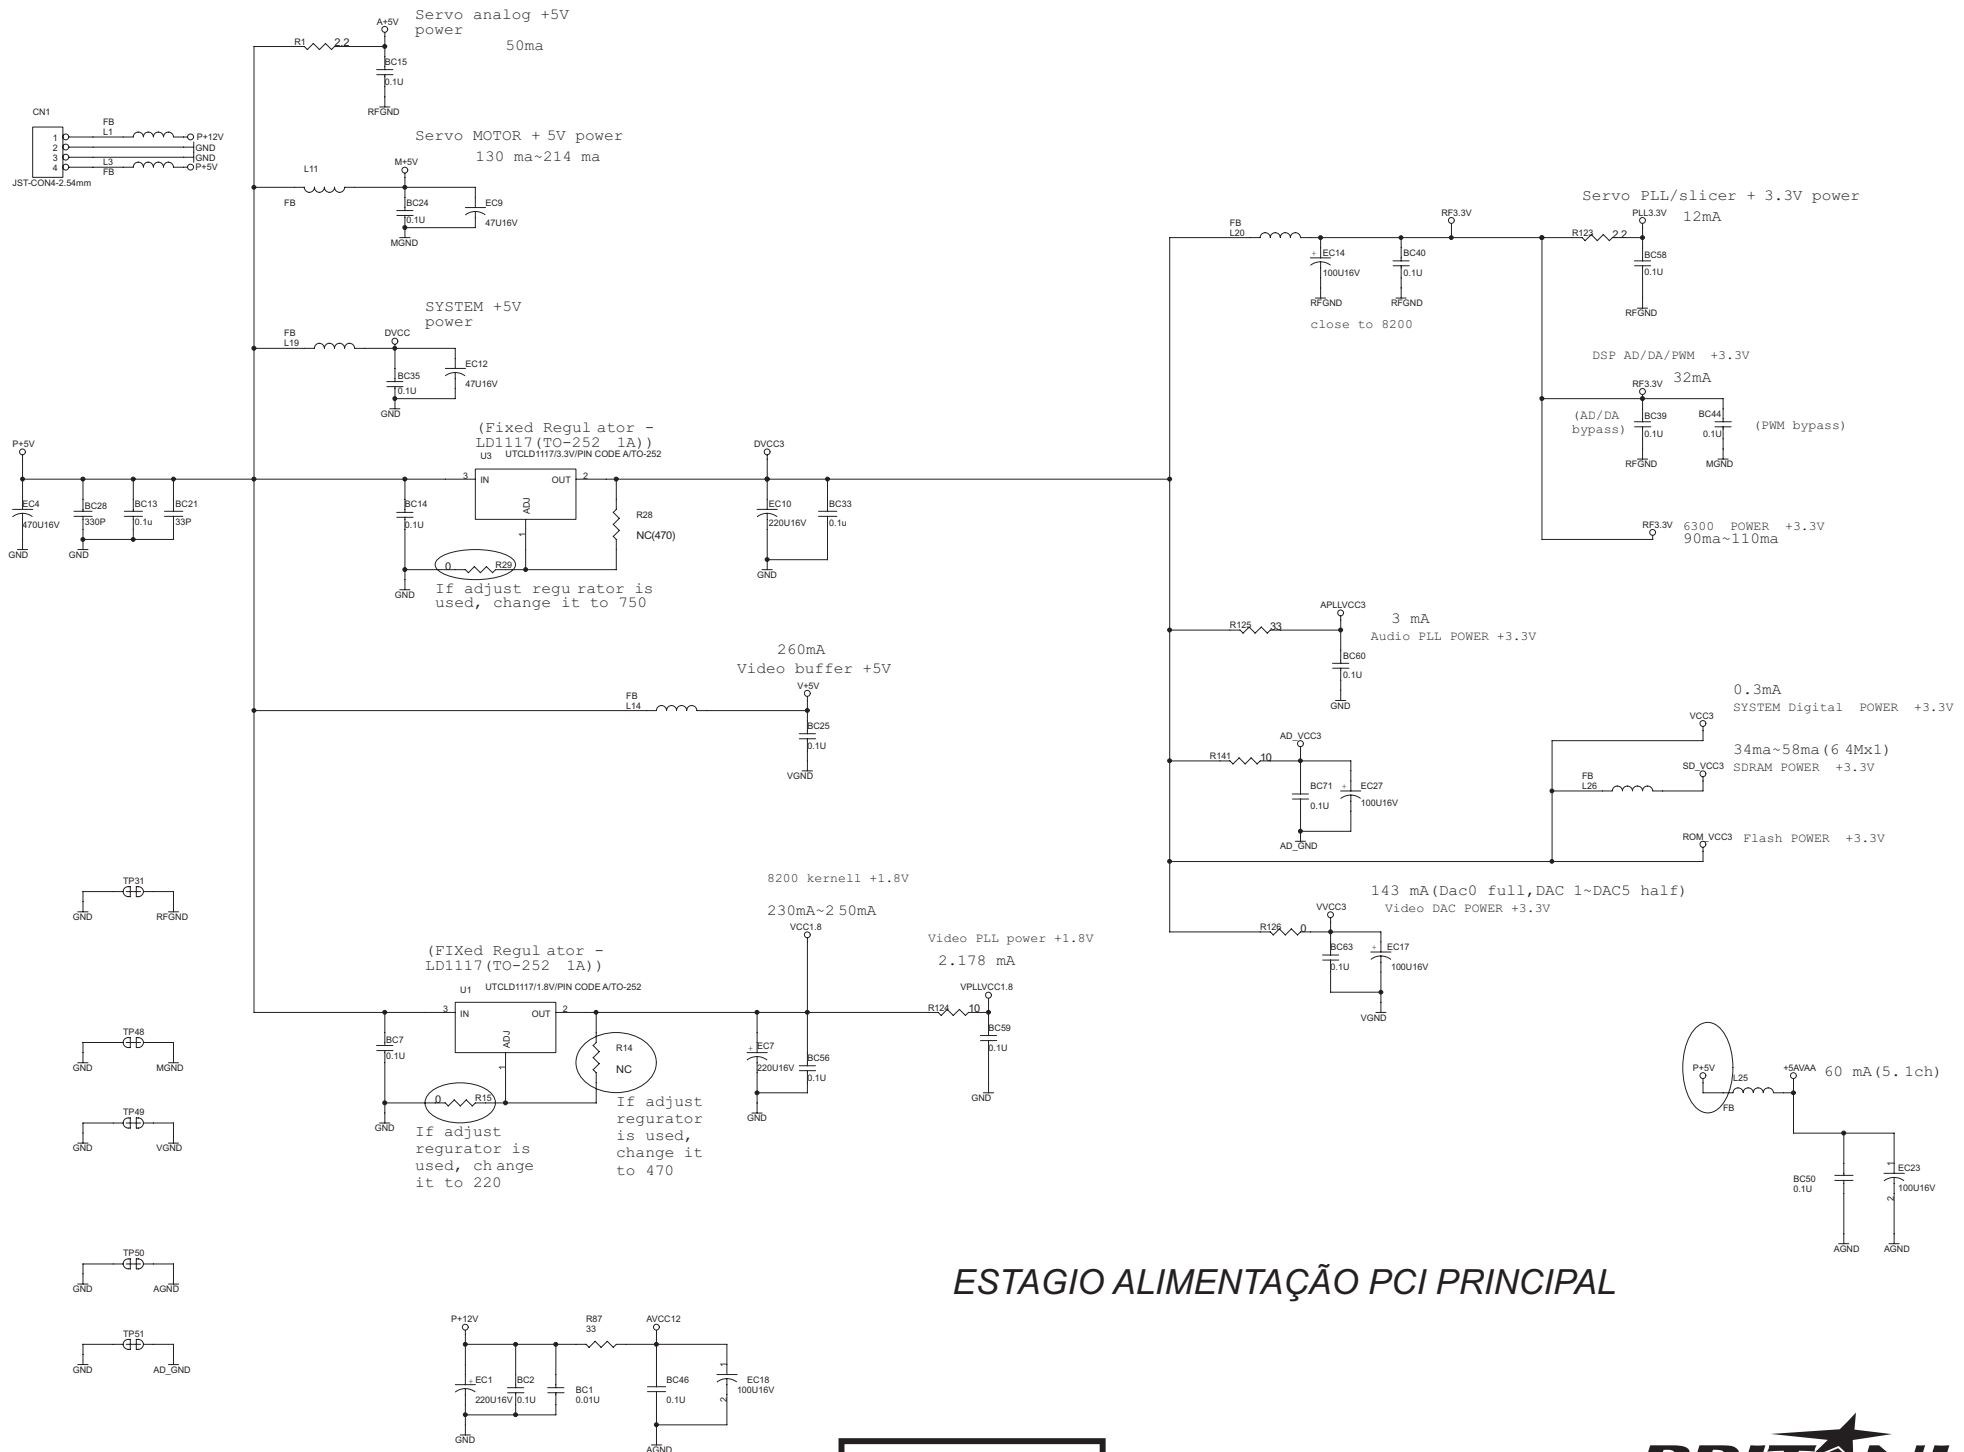 A+5V
Servo analog +5V
power
50ma
R1
2.2
BC15
0.1U
RFGND
CN1
FB
L1
P+12V
GND
GND
L3
FB
P+5V
1
2
3
4
JST-CON4-2.54mm
Servo MOTOR + 5V power
130 ma~214 ma
L11
FB
M+5V
BC24
0.1U
MGND
EC9
47U16V
SYSTEM +5V
power
FB
L19
DVCC
BC35
0.1U
GND
EC12
47U16V
P+5V
EC4
470U16V
GND
BC28
330P
GND
BC13
0.1u
BC21
33P
(Fixed Regul ator -
LD1117(TO-252 1A))
U3
UTCLD1117/3.3V/PIN CODE A/TO-252
3
IN
OUT
2
ADJ
1
BC14
0.1U
R28
NC(470)
0
R29
GND
If adjust regu rator is
used, change it to 750
DVCC3
EC10
220U16V
BC33
0.1u
GND
260mA
Video buffer +5V
V+5V
FB
L14
BC25
0.1U
VGND
8200 kernell +1.8V
230mA~2 50mA
VCC1.8
Video PLL power +1.8V
2.178 mA
VPLLVCC1.8
(FIXed Regul ator -
LD1117(TO-252 1A))
U1
UTCLD1117/1.8V/PIN CODE A/TO-252
3
IN
OUT
2
ADJ
1
BC7
0.1U
GND
0
R15
R14
NC
If adjust
regurator is
used, ch ange
it to 220
If adjust
regurator
is used,
change it
to 470
EC7
+
220U16V
BC56
0.1U
GND
R124
10
BC59
0.1U
GND
Servo PLL/slicer + 3.3V power
12mA
FB
L20
RF3.3V
PLL3.3V
R123
2.2
+
EC14
100U16V
RFGND
BC40
0.1U
RFGND
close to 8200
BC58
0.1U
RFGND
DSP AD/DA/PWM +3.3V
32mA
RF3.3V
(AD/DA
bypass)
BC39
0.1U
RFGND
BC44
0.1U
MGND
(PWM bypass)
RF3.3V
6300 POWER +3.3V
90ma~110ma
APLLVCC3
3 mA
Audio PLL POWER +3.3V
R125
33
BC60
0.1U
GND
AD_VCC3
R141
10
BC71
0.1U
+
EC27
100U16V
AD_GND
0.3mA
SYSTEM Digital POWER +3.3V
VCC3
34ma~58ma(6 4Mx1)
SDRAM POWER +3.3V
SD_VCC3
FB
L26
ROM_VCC3
Flash POWER +3.3V
143 mA(Dac0 full,DAC 1~DAC5 half)
Video DAC POWER +3.3V
VVCC3
R126
0
BC63
0.1U
+
EC17
100U16V
VGND
P+5V
L25
FB
+5AVAA
60 mA(5. 1ch)
BC50
0.1U
AGND
1
EC23
100U16V
2
AGND
TP31
GND
RFGND
TP48
GND
MGND
TP49
GND
VGND
TP50
GND
AGND
TP51
GND
AD_GND
P+12V
R87
33
AVCC12
+
EC1
220U16V
BC2
0.1U
BC1
0.01U
GND
BC46
0.1U
AGND
1
EC18
100U16V
2
ESTAGIO ALIMENTAÇÃO PCI PRINCIPAL